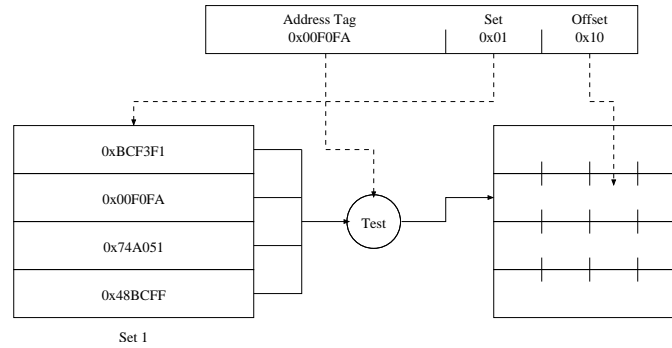 Address Tag Set Offset
0x00F0FA 0x01 0x10
0xBCF3F1
0x00F0FA
Test
0x74A051
0x48BCFF
Set 1